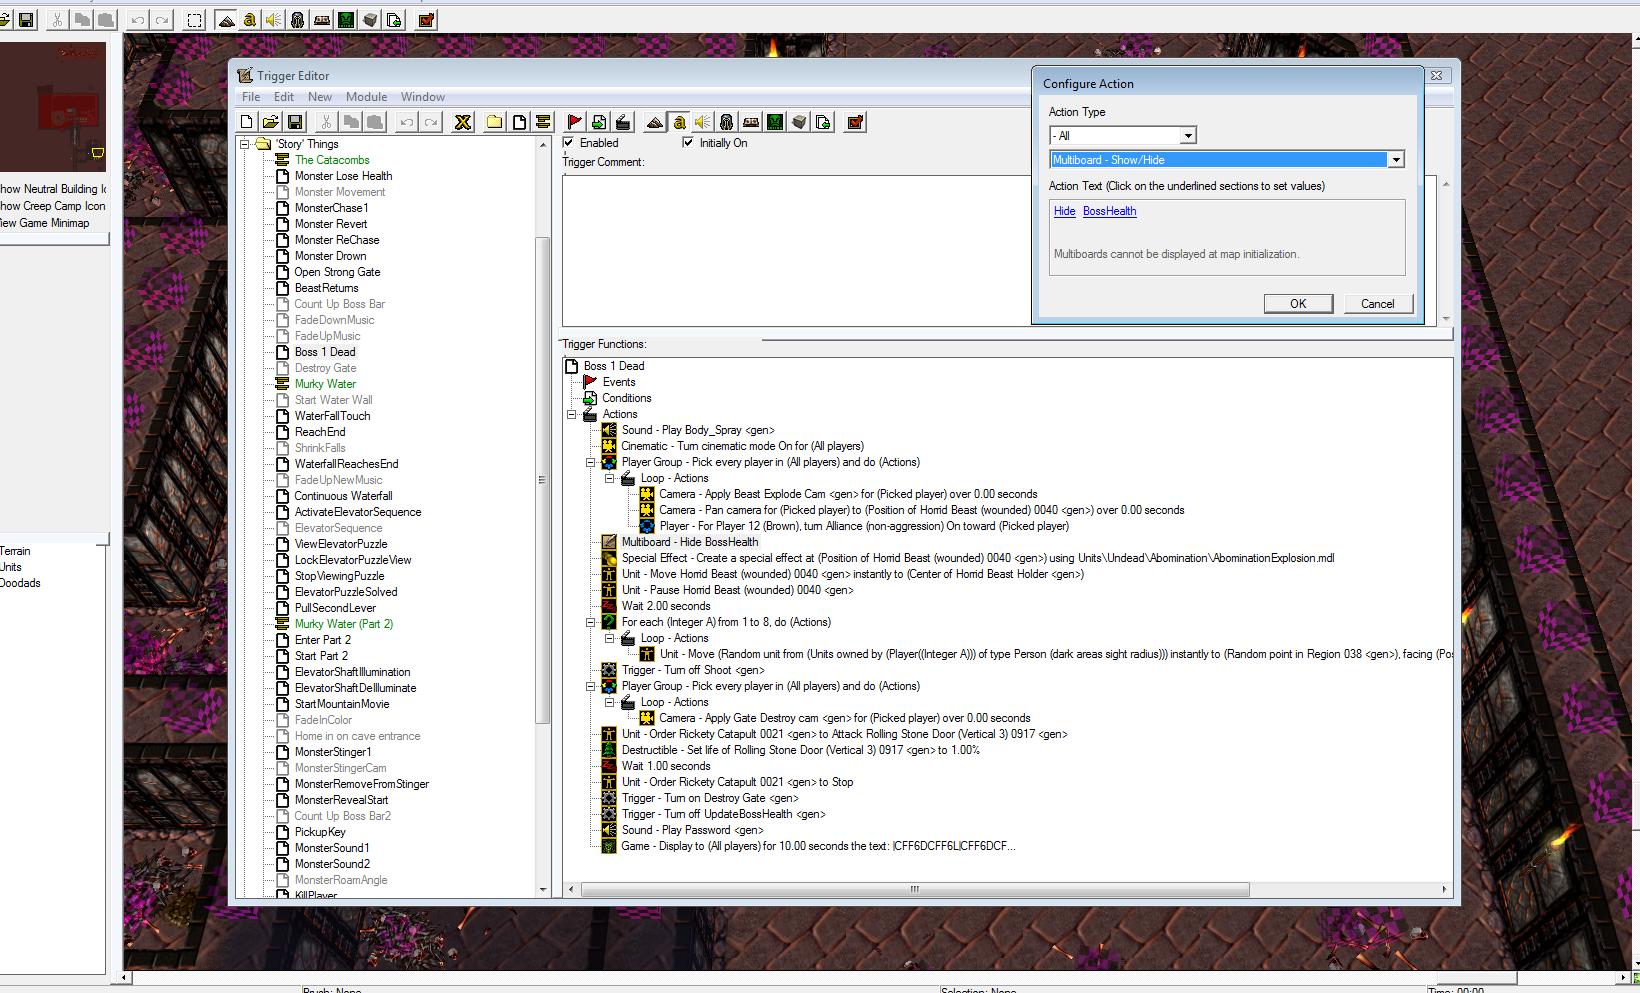 Trigger Editor
File Edit New Module Window
Configure Action
Action Type
- All
Multiboard - Show/Hide
Action Text (Click on the underlined sections to set values)
Hide BossHealth
Multiboards cannot be displayed at map initialization.
OK Cancel
how Neutral Building Ic
how Creep Camp Icon
iew Game Minimap
Terrain
Units
Doodads
'Story' Things
The Catacombs
Monster Lose Health
Monster Movement
MonsterChase1
Monster Revert
Monster ReChase
Monster Drown
Open Strong Gate
BeastReturns
Count Up Boss Bar
FadeDownMusic
FadeUpMusic
Boss 1 Dead
Destroy Gate
Murky Water
Start Water Wall
WaterFallTouch
ReachEnd
ShrinkFalls
WaterfallReachesEnd
FadeUpNewMusic
Continuous Waterfall
ActivateElevatorSequence
ElevatorSequence
ViewElevatorPuzzle
LockElevatorPuzzleView
StopViewingPuzzle
ElevatorPuzzleSolved
PullSecondLever
Murky Water (Part 2)
Enter Part 2
Start Part 2
ElevatorShaftIllumination
ElevatorShaftDeIlluminate
StartMountainMovie
FadeInColor
Home in on cave entrance
MonsterStinger1
MonsterStingerCam
MonsterRemoveFromStinger
MonsterRevealStart
Count Up Boss Bar2
PickupKey
MonsterSound1
MonsterSound2
MonsterRoamAngle
KillPlayer
Enabled Initially On
Trigger Comment:
Trigger Functions:
Boss 1 Dead
Events
Conditions
Actions
Sound - Play Body_Spray <gen>
Cinematic - Turn cinematic mode On for (All players)
Player Group - Pick every player in (All players) and do (Actions)
Loop - Actions
Camera - Apply Beast Explode Cam <gen> for (Picked player) over 0.00 seconds
Camera - Pan camera for (Picked player) to (Position of Horrid Beast (wounded) 0040 <gen>) over 0.00 seconds
Player - For Player 12 (Brown), turn Alliance (non-aggression) On toward (Picked player)
Multiboard - Hide BossHealth
Special Effect - Create a special effect at (Position of Horrid Beast (wounded) 0040 <gen>) using Units\Undead\Abomination\AbominationExplosion.mdl
Unit - Move Horrid Beast (wounded) 0040 <gen> instantly to (Center of Horrid Beast Holder <gen>)
Unit - Pause Horrid Beast (wounded) 0040 <gen>
Wait 2.00 seconds
For each (Integer A) from 1 to 8, do (Actions)
Loop - Actions
Unit - Move (Random unit from (Units owned by (Player((Integer A))) of type Person (dark areas sight radius))) instantly to (Random point in Region 038 <gen>), facing (Pos
Trigger - Turn off Shoot <gen>
Player Group - Pick every player in (All players) and do (Actions)
Loop - Actions
Camera - Apply Gate Destroy cam <gen> for (Picked player) over 0.00 seconds
Unit - Order Rickety Catapult 0021 <gen> to Attack Rolling Stone Door (Vertical 3) 0917 <gen>
Destructible - Set life of Rolling Stone Door (Vertical 3) 0917 <gen> to 1.00%
Wait 1.00 seconds
Unit - Order Rickety Catapult 0021 <gen> to Stop
Trigger - Turn on Destroy Gate <gen>
Trigger - Turn off UpdateBossHealth <gen>
Sound - Play Password <gen>
Game - Display to (All players) for 10.00 seconds the text: |CFF6DCFF6L|CFF6DCF...
Brush: None Selection: None Time: 00:00